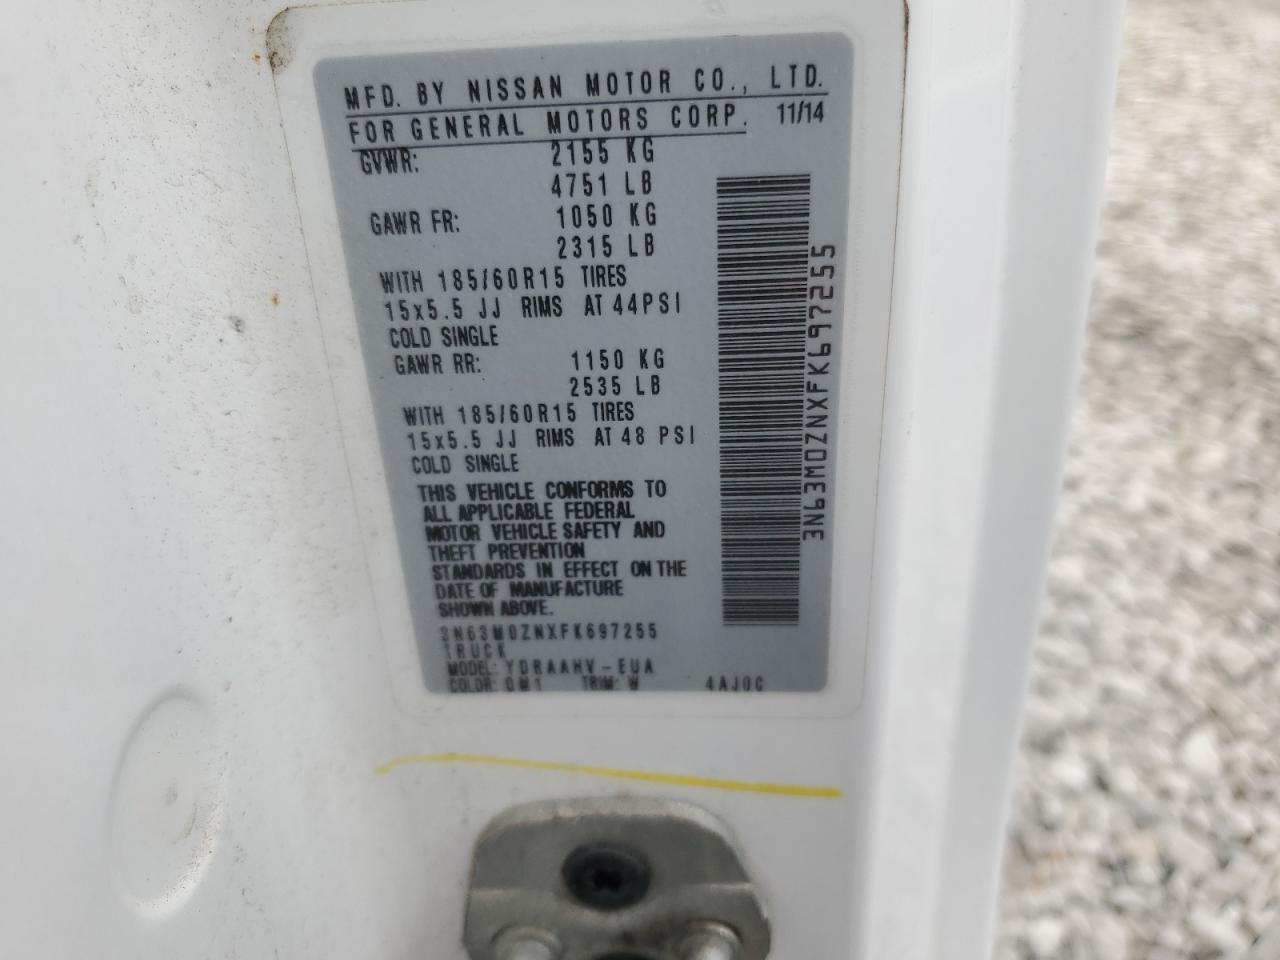 MFD. BY NISSAN MOTOR CO., LTD.
FOR GENERAL MOTORS CORP. 11/14
GVWR: 2155 KG
4751 LB
GAWR FR: 1050 KG
2315 LB
WITH 185/60R15 TIRES
15x5.5 JJ RIMS AT 44PSI
COLD SINGLE
GAWR RR: 1150 KG
2535 LB
WITH 185/60R15 TIRES
15x5.5 JJ RIMS AT 48 PSI
COLD SINGLE
THIS VEHICLE CONFORMS TO
ALL APPLICABLE FEDERAL
MOTOR VEHICLE SAFETY AND
THEFT PREVENTION
STANDARDS IN EFFECT ON THE
DATE OF MANUFACTURE
SHOWN ABOVE.
3N63M0ZNXFK697255
TRUCK
MODEL: YDRAAHV-EUA
COLOR: QM1 TRIM: W 4AJ0C
3N63M0ZNXFK697255